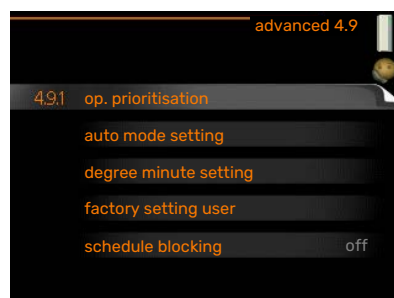 advanced 4.9
4.9.1 op. prioritisation
auto mode setting
degree minute setting
factory setting user
schedule blocking off